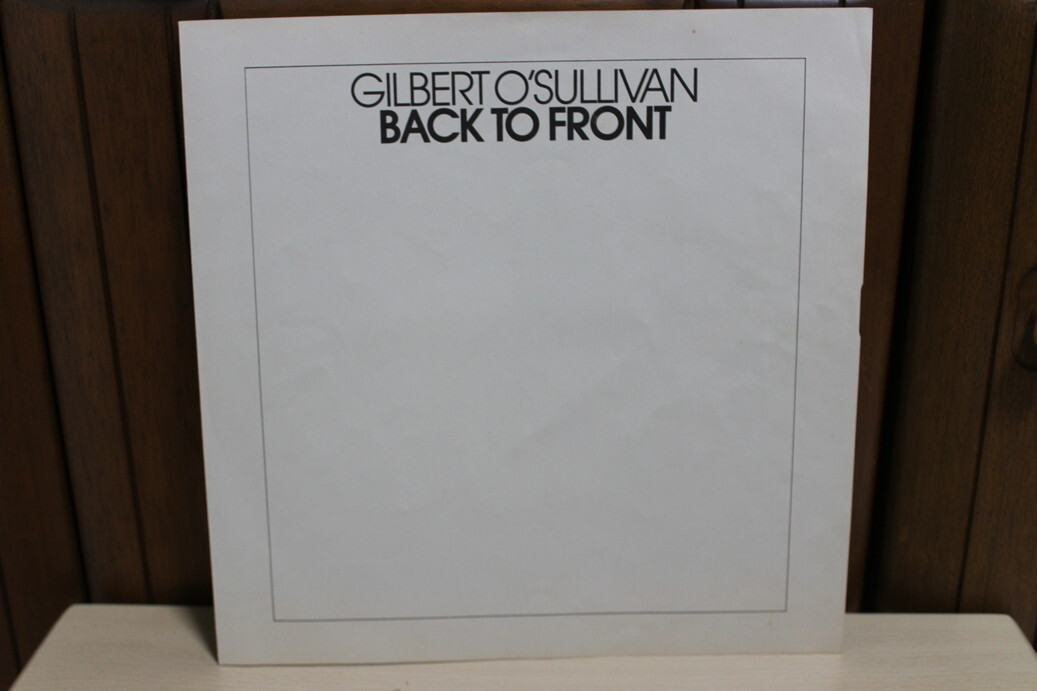 GILBERT O'SULLIVAN
BACK TO FRONT